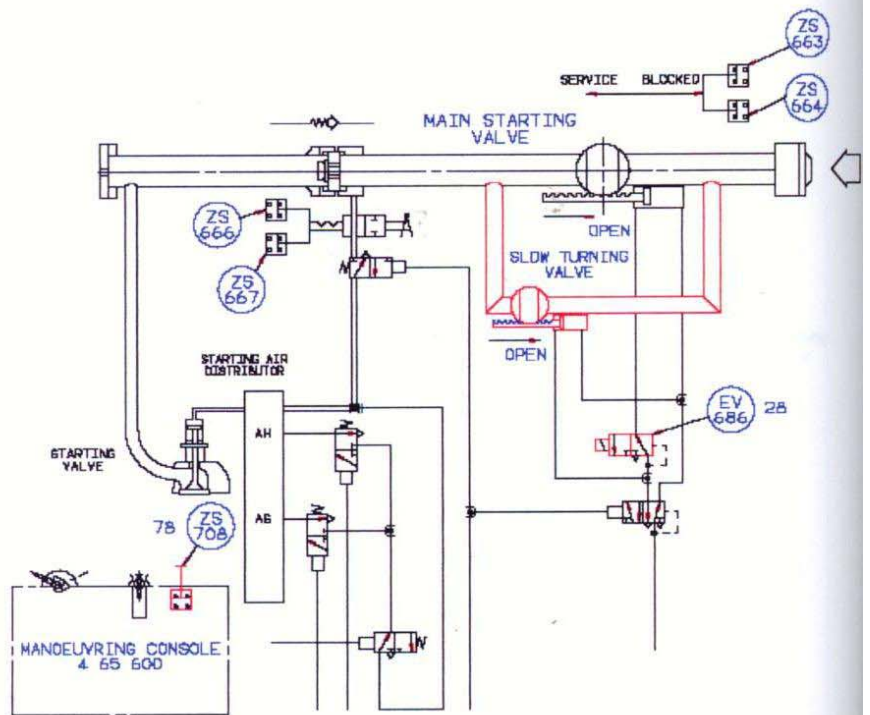 ZS
663
SERVICE BLOCKED
ZS
664
MAIN STARTING
VALVE
ZS
666
OPEN
ZS
667
SLOW TURNING
VALVE
OPEN
STARTING AIR
DISTRIBUTOR
EV
686
28
AH
STARTING
VALVE
78
ZS
708
AS
MANOEUVRING CONSOLE
4 65 600